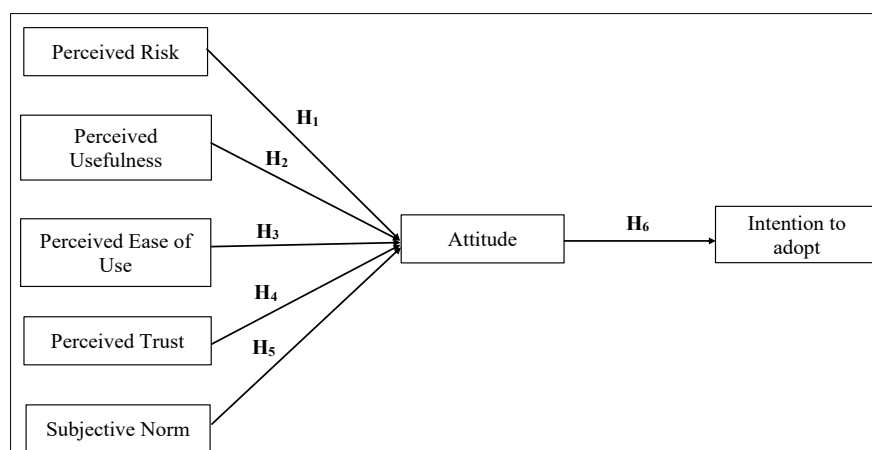 Perceived Risk
H₁
Perceived
Usefulness
H₂
Perceived Ease of
Use
H₃
Attitude
H₆
Intention to
adopt
H₄
Perceived Trust
H₅
Subjective Norm